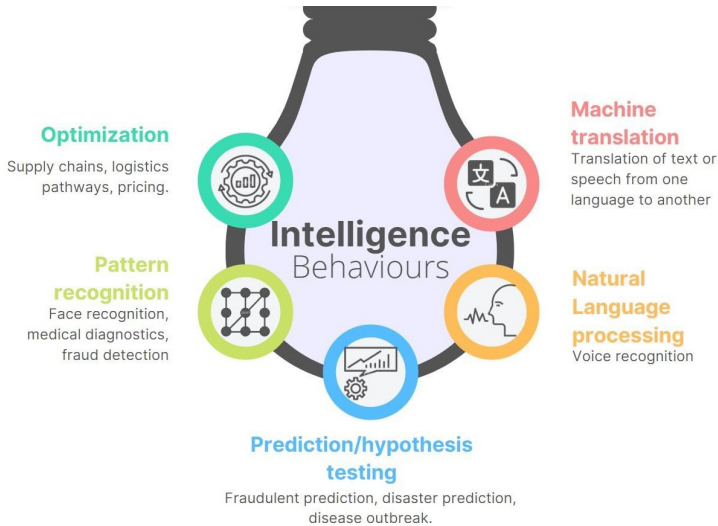 Optimization
Supply chains, logistics
pathways, pricing.
Pattern
recognition
Face recognition,
medical diagnostics,
fraud detection
Intelligence
Behaviours
文
A
Machine
translation
Translation of text or
speech from one
language to another
Natural
Language
processing
Voice recognition
Prediction/hypothesis
testing
Fraudulent prediction, disaster prediction,
disease outbreak.